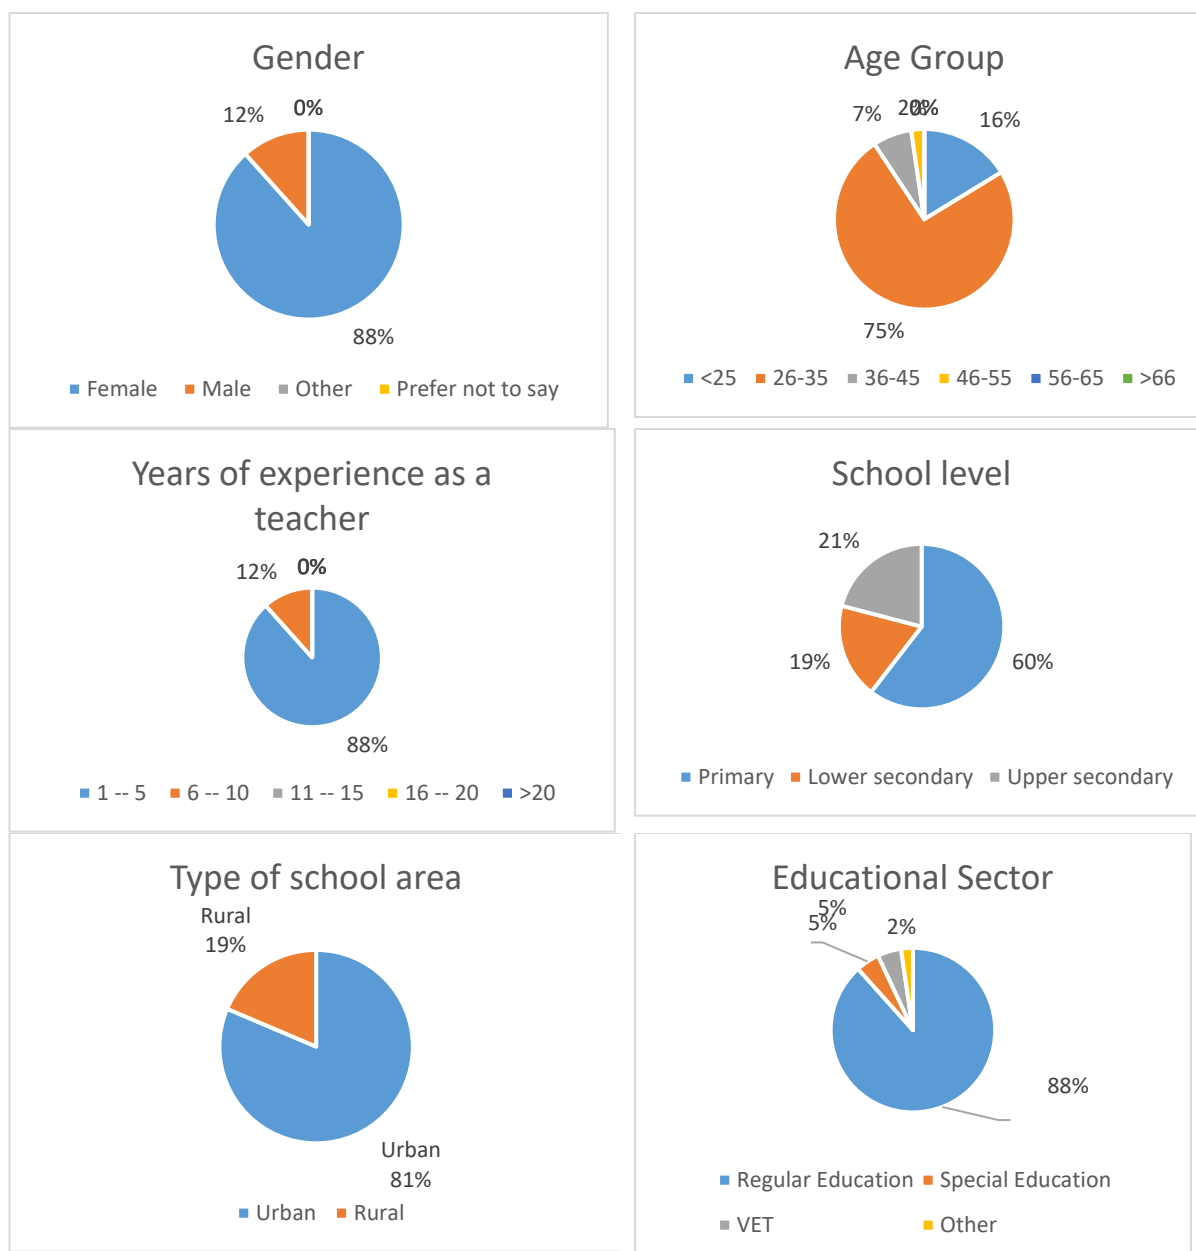 Gender
12%
0%
88%
Female Male Other Prefer not to say
Age Group
7%
2%
0%
16%
75%
<25 26-35 36-45 46-55 56-65 >66
Years of experience as a
teacher
12%
0%
88%
1 -- 5 6 -- 10 11 -- 15 16 -- 20 >20
School level
21%
19%
60%
Primary Lower secondary Upper secondary
Type of school area
Rural
19%
Urban
81%
Urban Rural
Educational Sector
5%
5%
2%
88%
Regular Education Special Education
VET Other